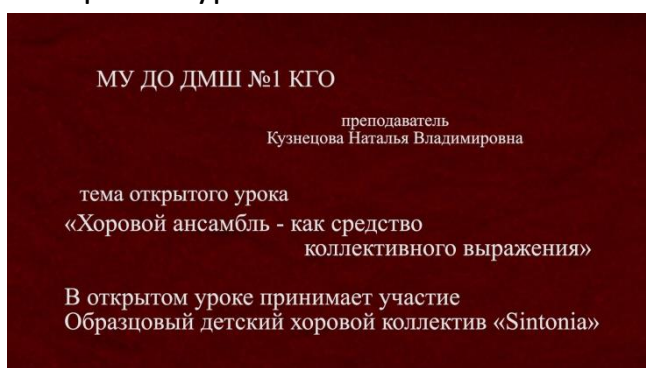 МУ ДО ДМШ №1 КГО
преподаватель
Кузнецова Наталья Владимировна
тема открытого урока
«Хоровой ансамбль - как средство
коллективного выражения»
В открытом уроке принимает участие
Образцовый детский хоровой коллектив «Sintonia»